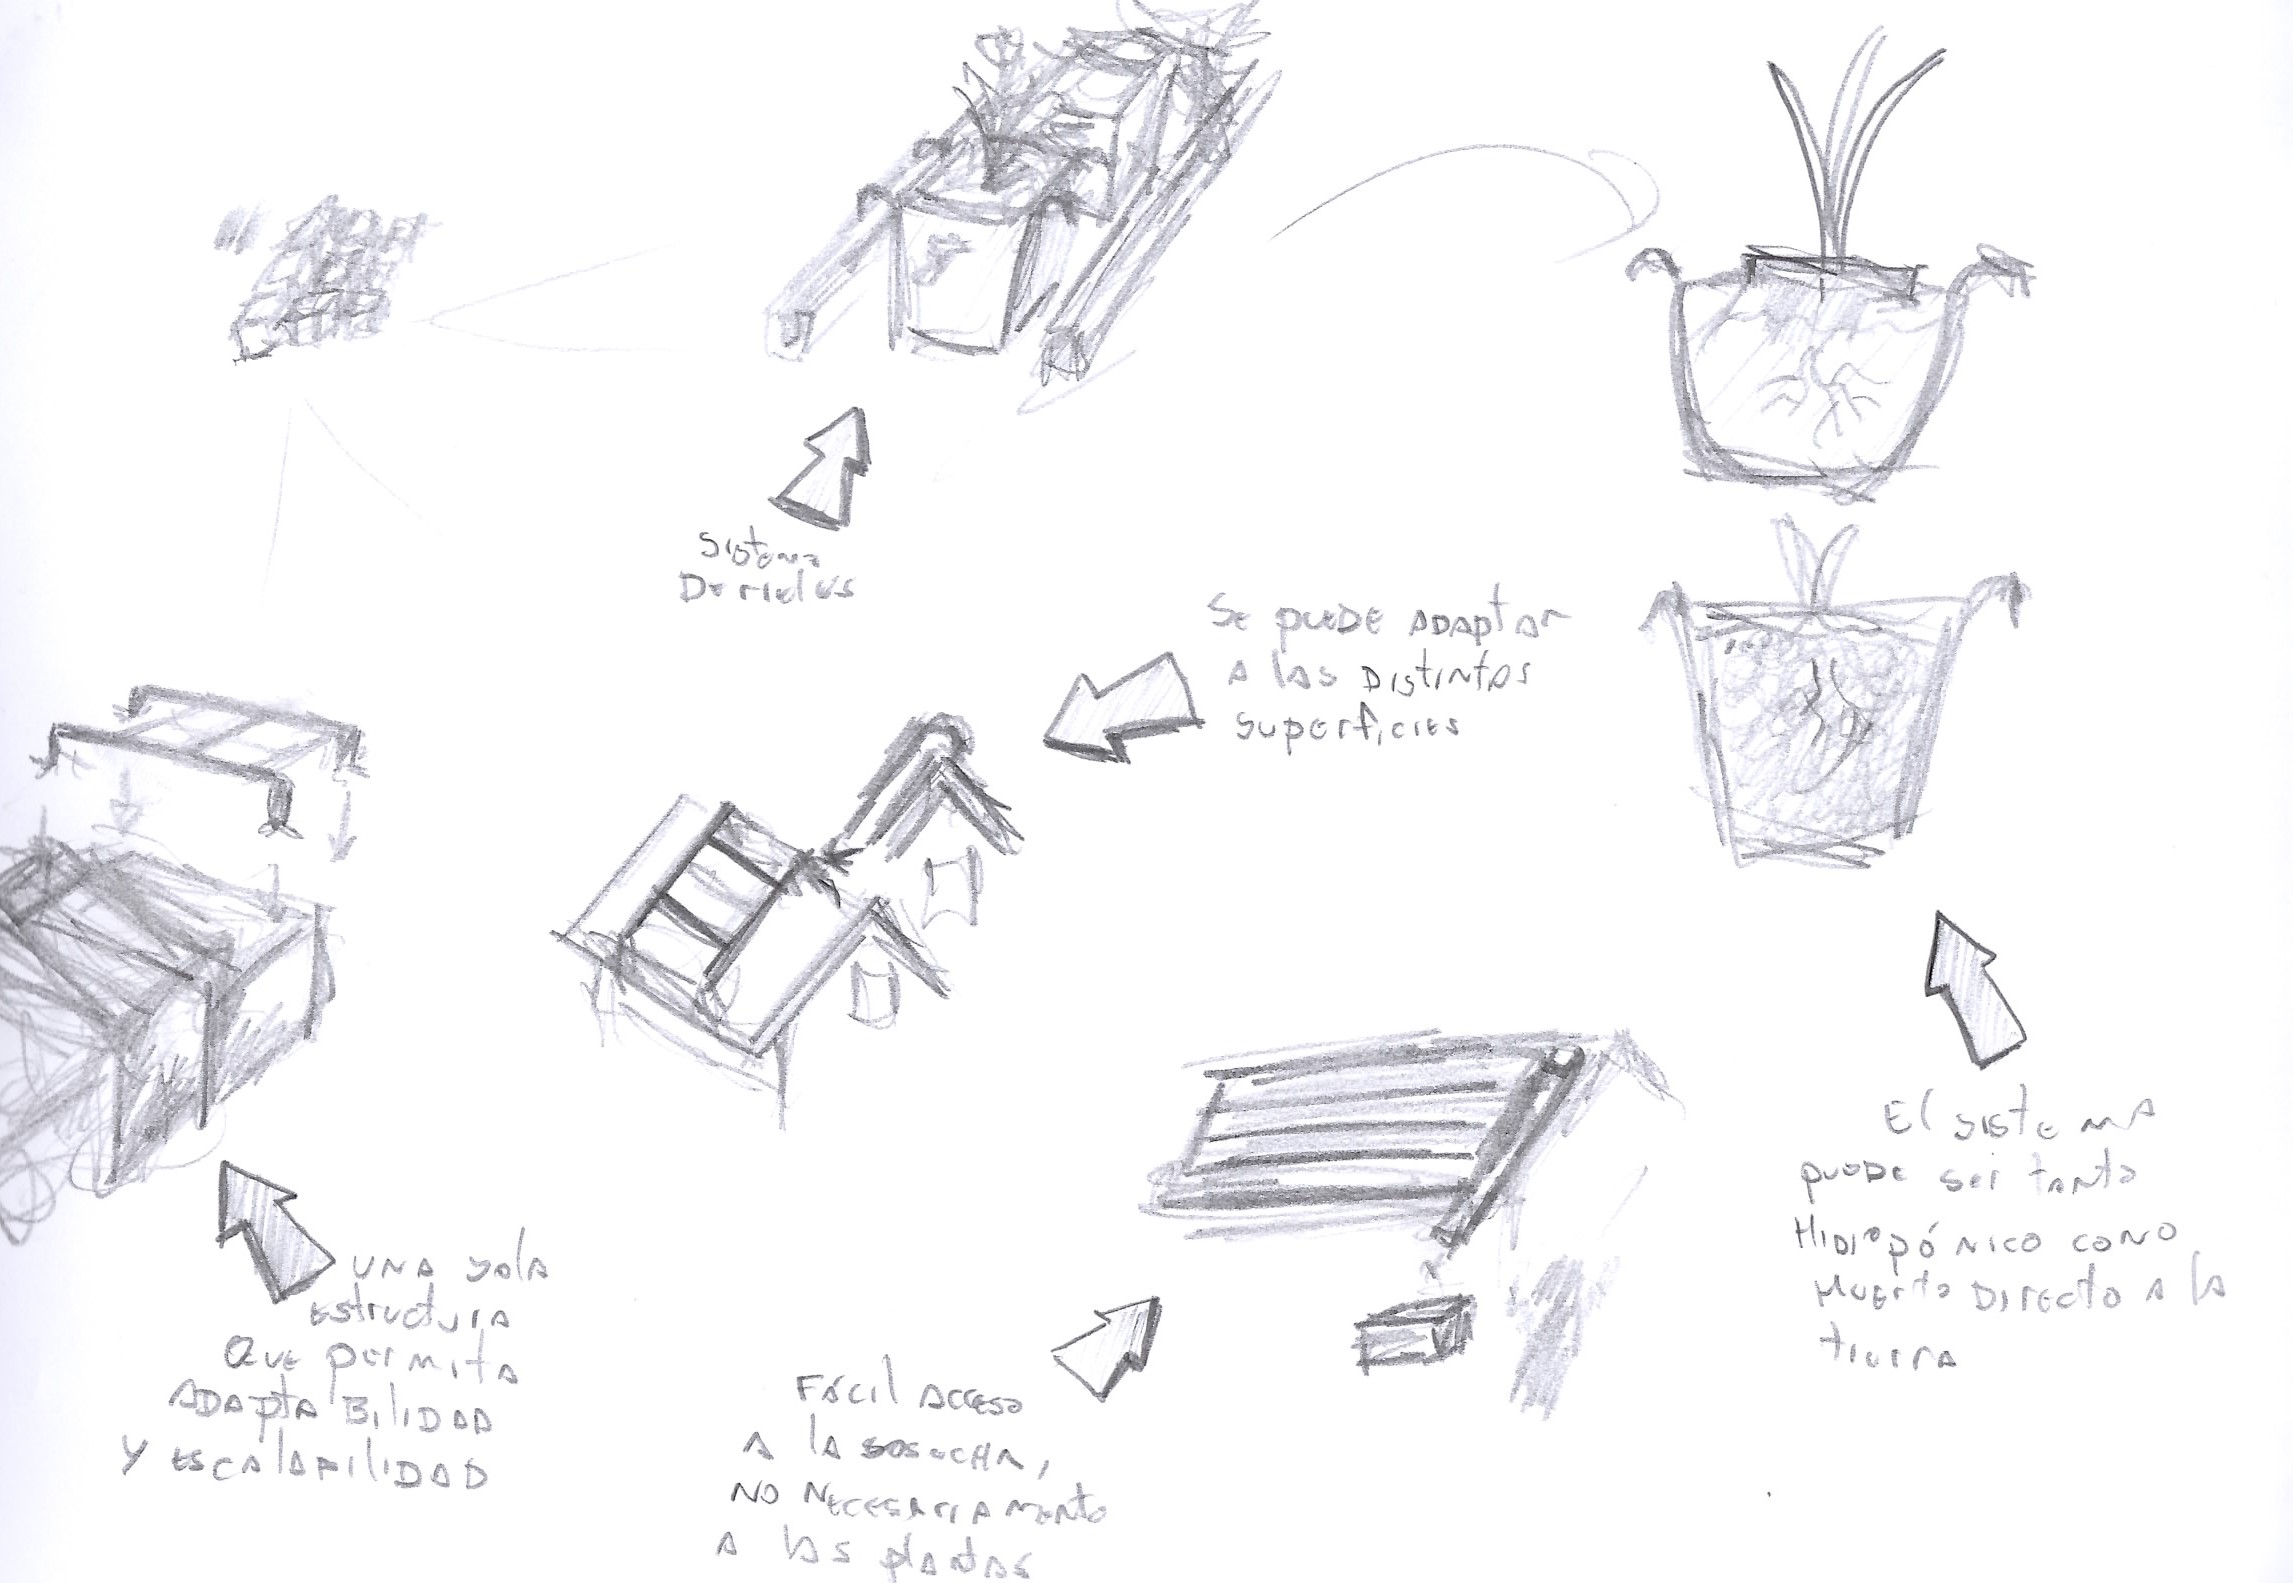 Sistema
De rieles
Se puede adaptar
a las distintas
superficies
El sistema
puede ser tanto
Hidropónico como
Huerto directo a la
tierra
una sola
estructura
que permita
adaptabilidad
y escalabilidad
Fácil acceso
a la cosecha,
no necesariamente
a las plantas